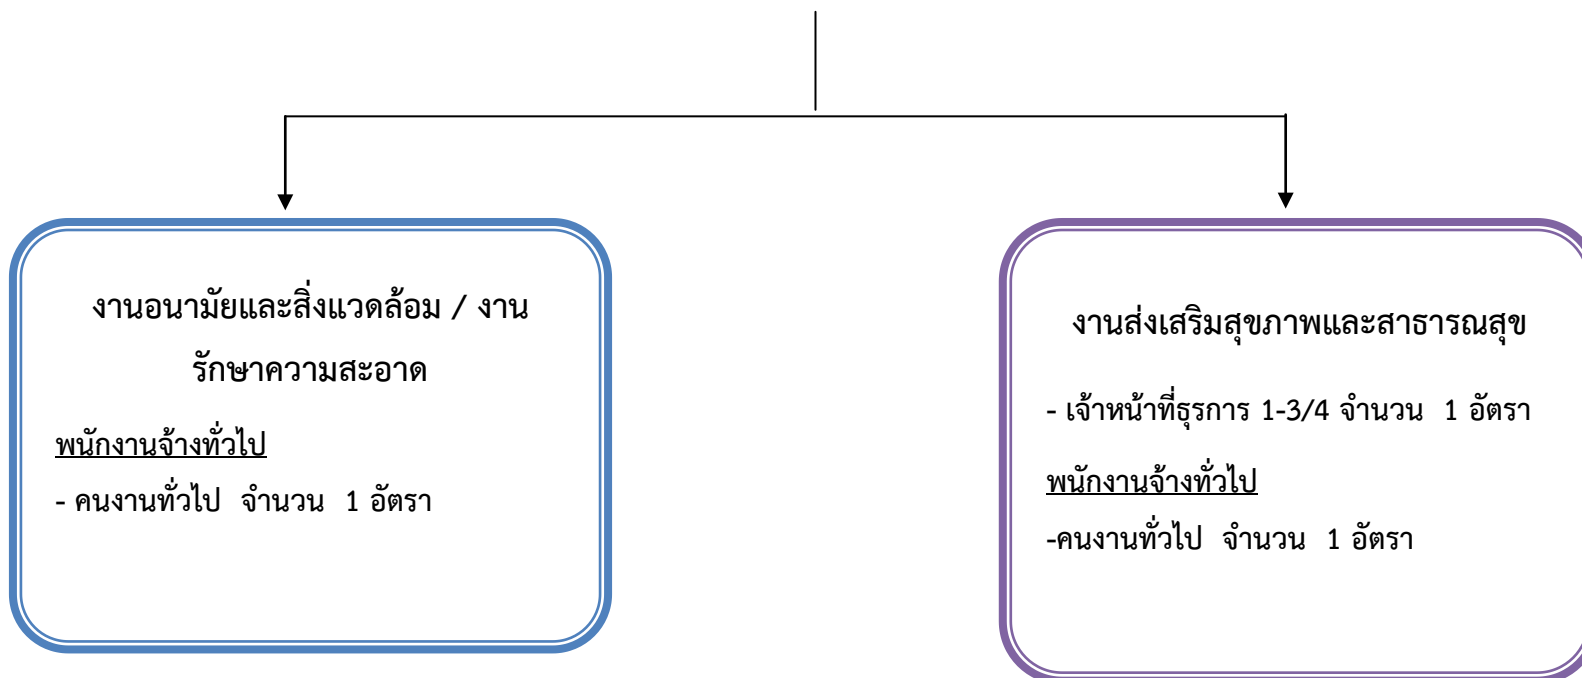 งานอนามัยและสิ่งแวดล้อม / งาน
รักษาความสะอาด
พนักงานจ้างทั่วไป
- คนงานทั่วไป จำนวน 1 อัตรา
งานส่งเสริมสุขภาพและสาธารณสุข
- เจ้าหน้าที่ธุรการ 1-3/4 จำนวน 1 อัตรา
พนักงานจ้างทั่วไป
-คนงานทั่วไป จำนวน 1 อัตรา